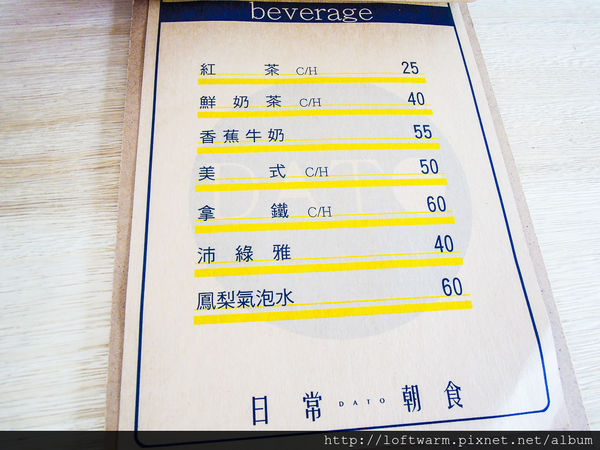 beverage
紅茶 C/H 25
鮮奶茶 C/H 40
香蕉牛奶 55
美式 C/H 50
拿鐵 C/H 60
沛綠雅 40
鳳梨氣泡水 60
DATO
日常 DATO 朝食
http://loftwarm.pixnet.net/album